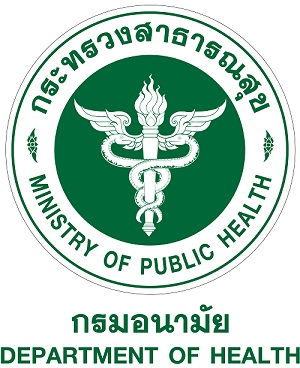 กระทรวงสาธารณสุข
MINISTRY OF PUBLIC HEALTH
กรมอนามัย
DEPARTMENT OF HEALTH